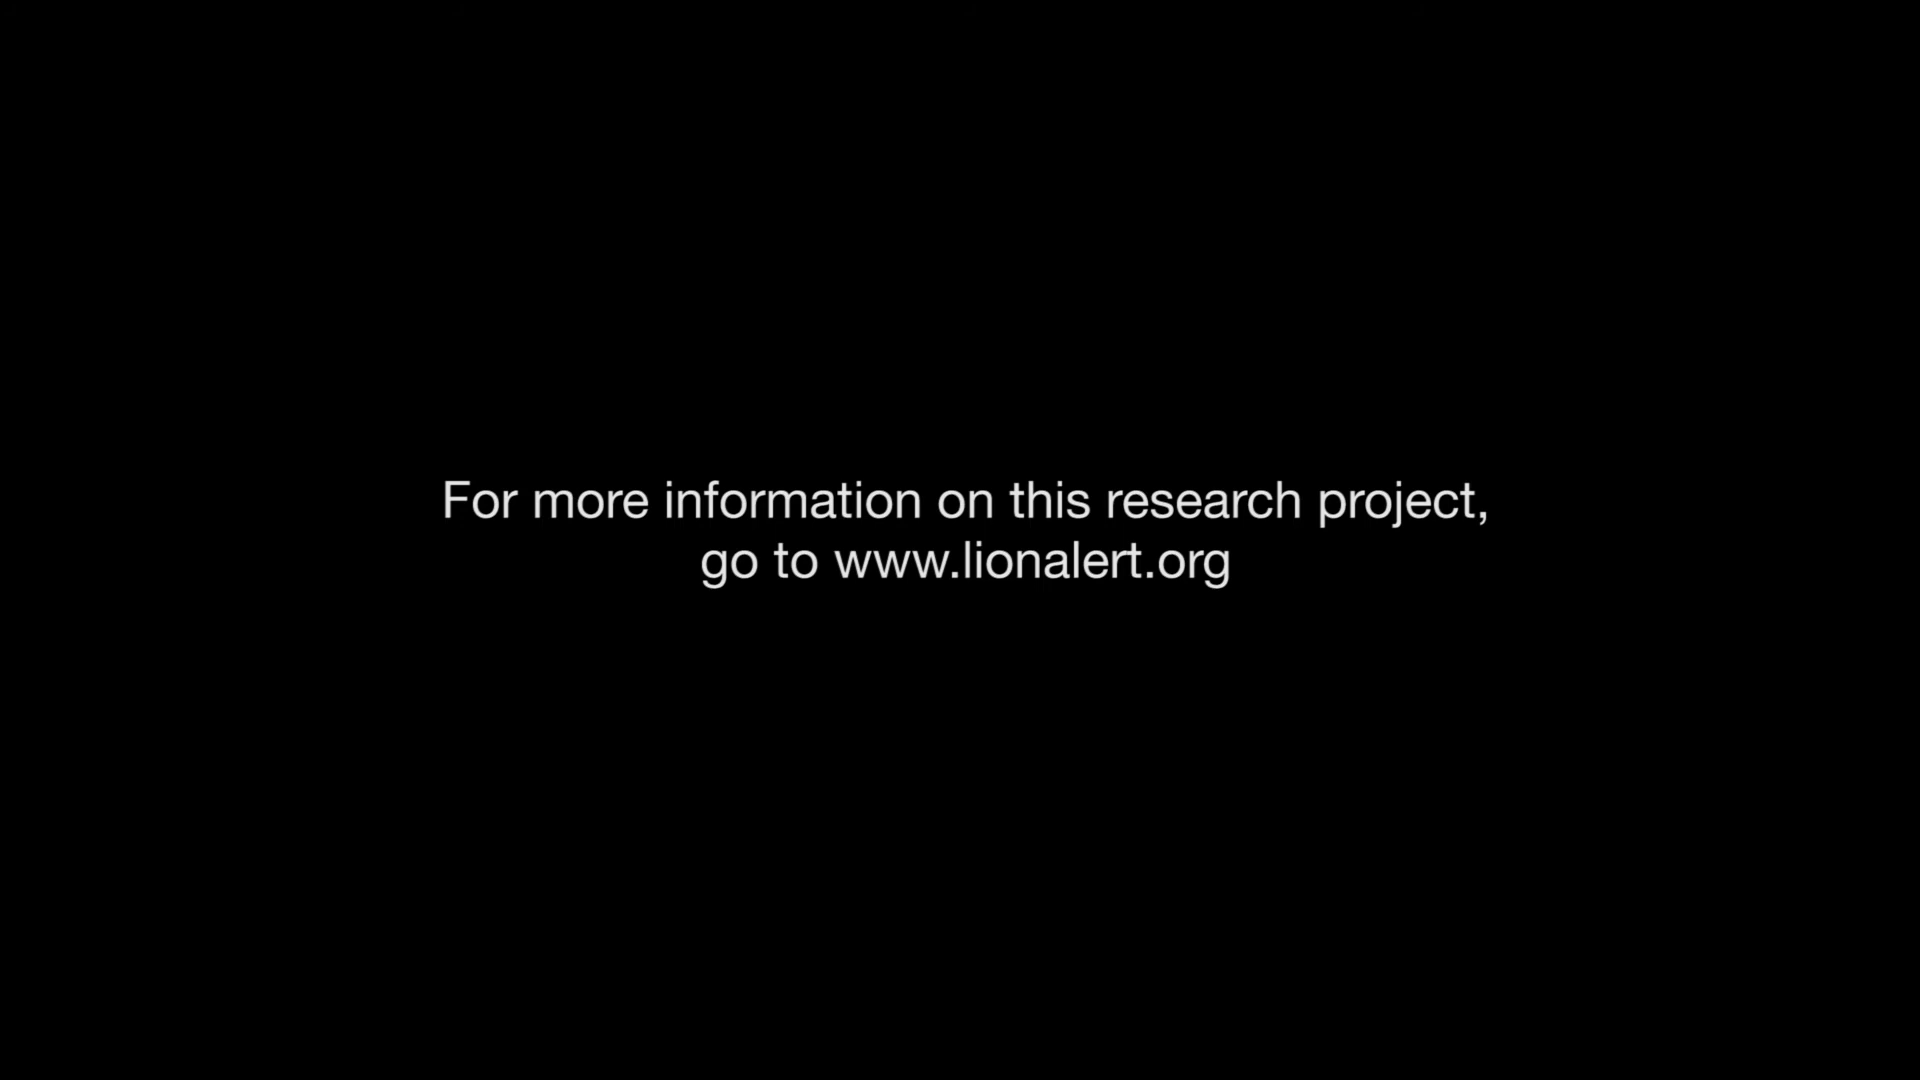 For more information on this research project,
go to www.lionalert.org